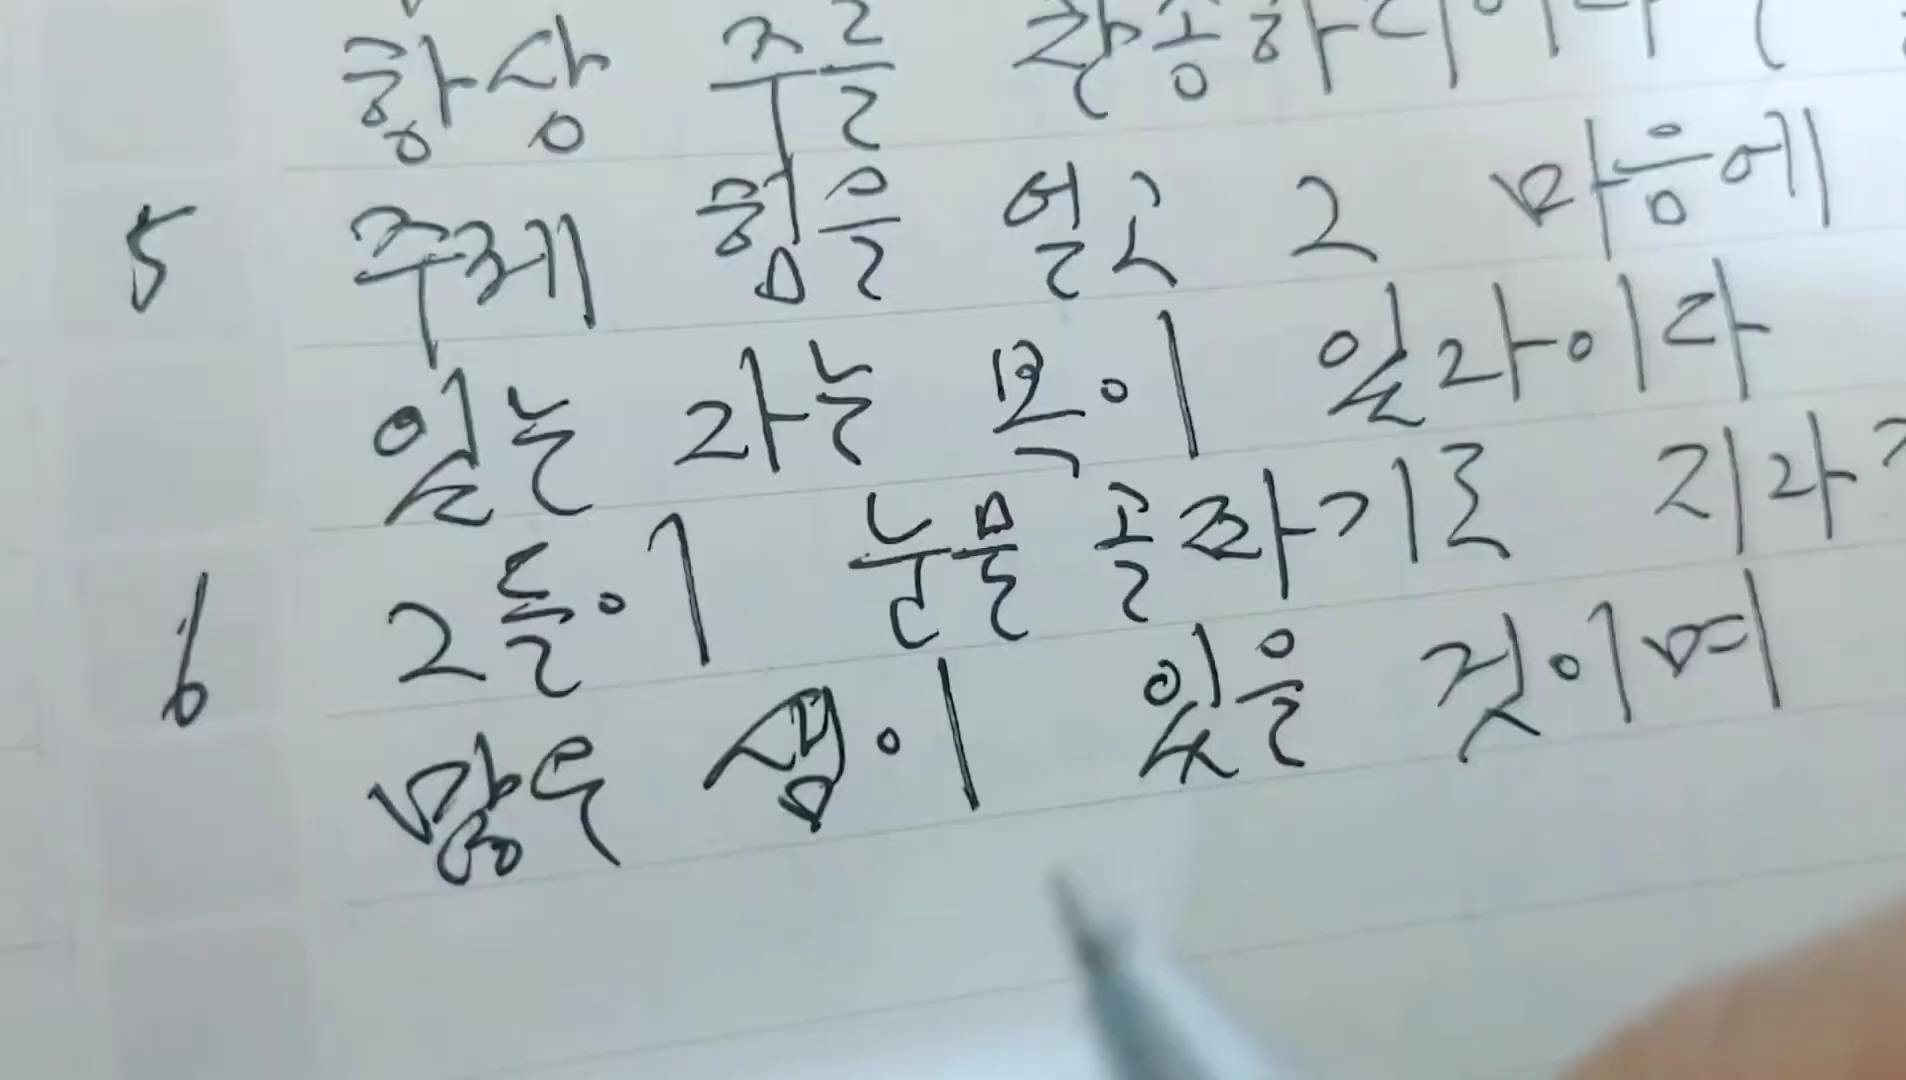 항상 주를 찬송하리이다 (
5 주께 힘을 얻고 그 마음에
있는 자는 복이 있나이다
6 그들이 눈물 골짜기로 지나
많은 샘이 있을 것이며